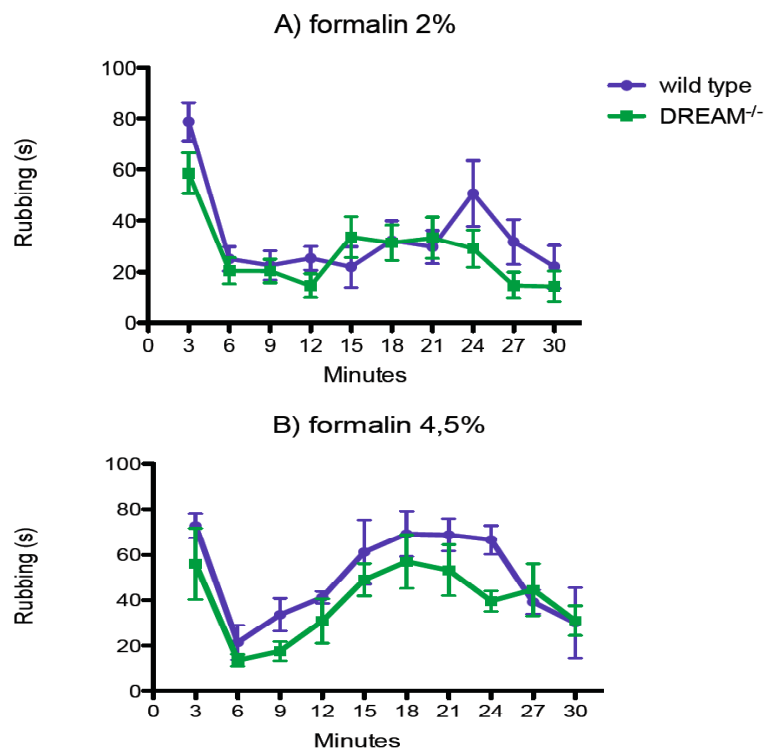 A) formalin 2%
wild type
DREAM-/-
Rubbing (s)
100
80
60
40
20
0
0 3 6 9 12 15 18 21 24 27 30
Minutes
B) formalin 4,5%
Rubbing (s)
100
80
60
40
20
0
0 3 6 9 12 15 18 21 24 27 30
Minutes